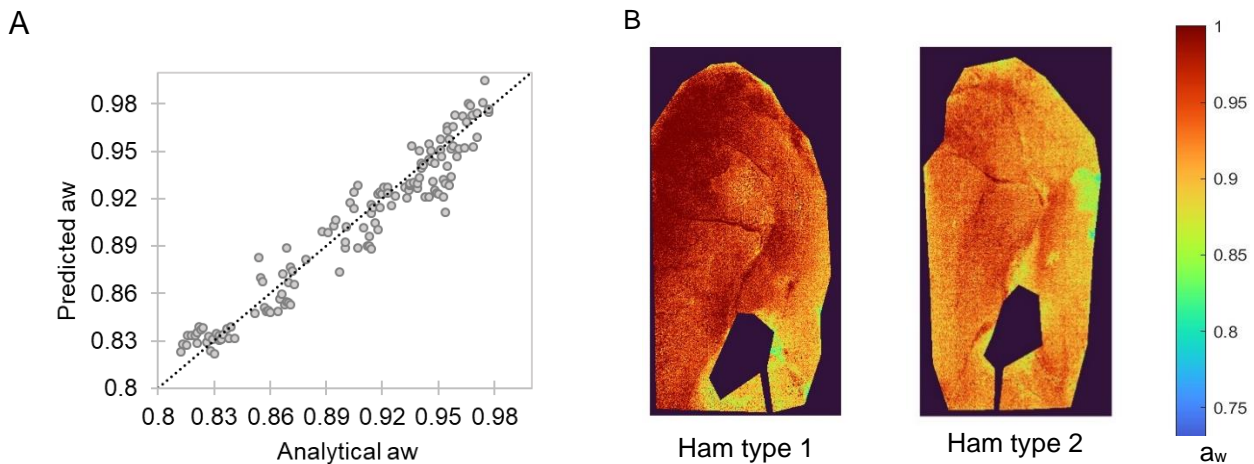 A
Predicted aw
0.98
0.95
0.92
0.89
0.86
0.83
0.8
0.8 0.83 0.86 0.89 0.92 0.95 0.98
Analytical aw
B
Ham type 1
Ham type 2
1
0.95
0.9
0.85
0.8
0.75
aw